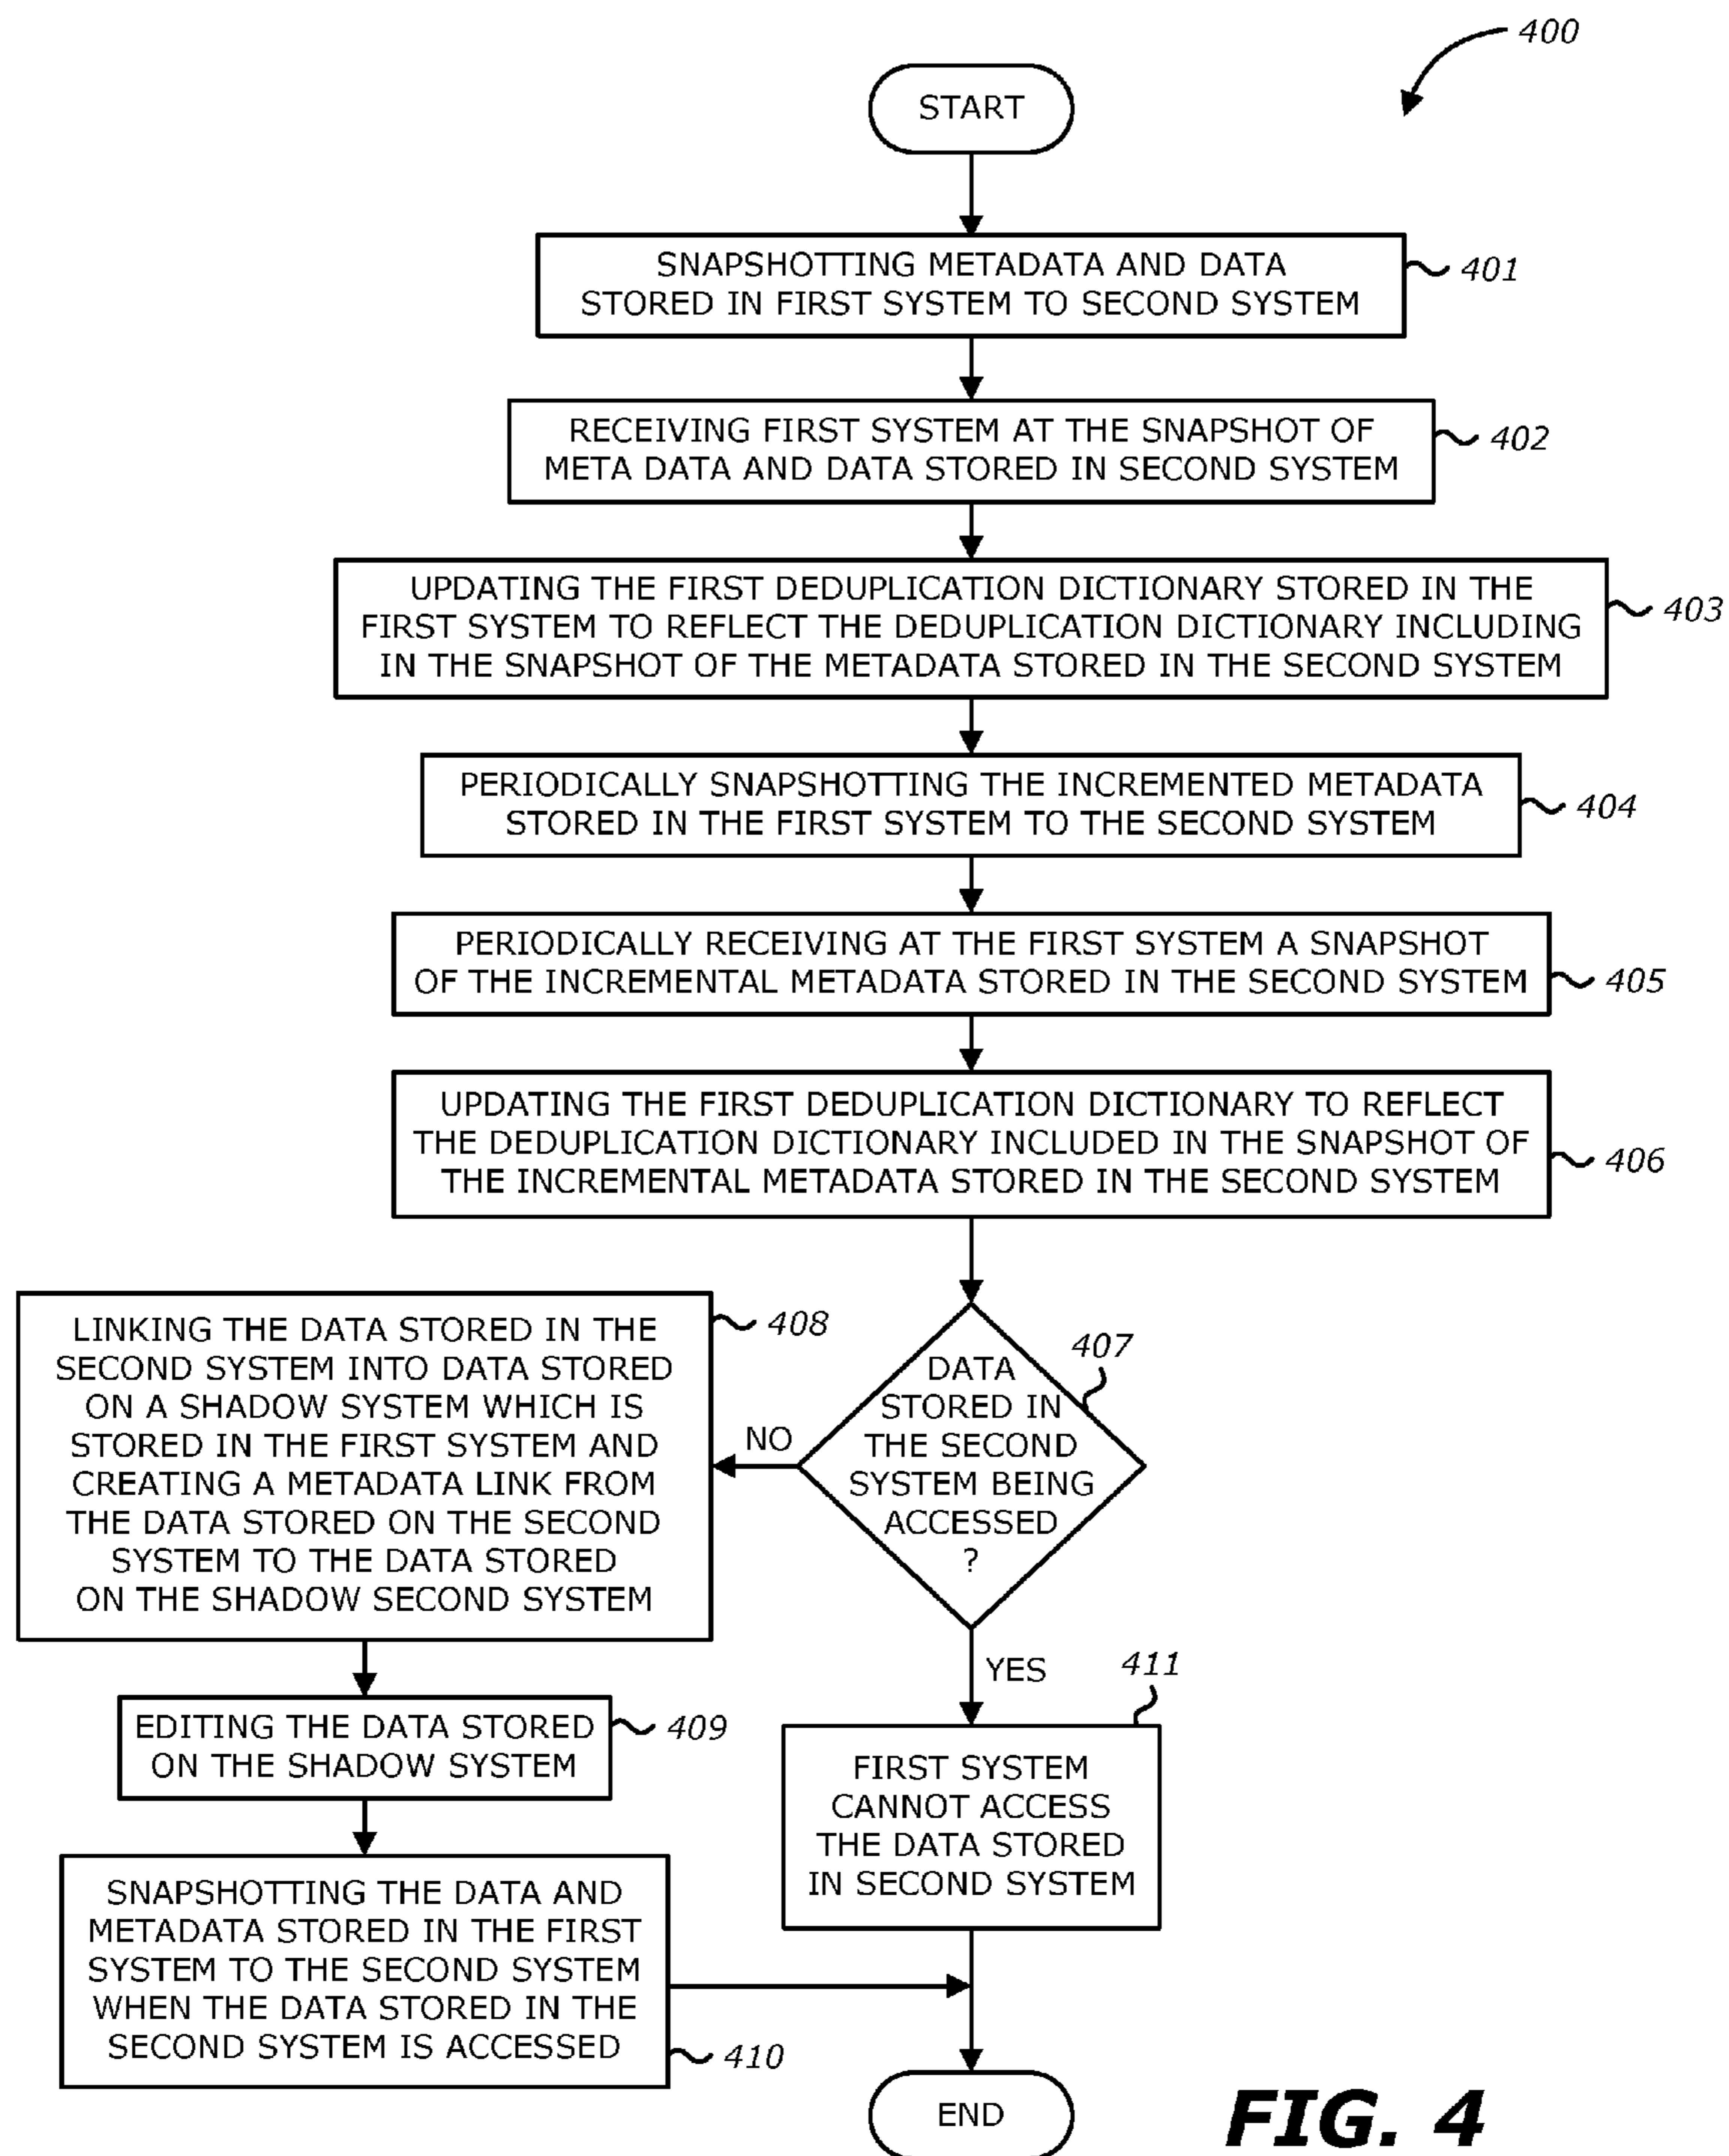 400
START
SNAPSHOTTING METADATA AND DATA
STORED IN FIRST SYSTEM TO SECOND SYSTEM
401
RECEIVING FIRST SYSTEM AT THE SNAPSHOT OF
META DATA AND DATA STORED IN SECOND SYSTEM
402
UPDATING THE FIRST DEDUPLICATION DICTIONARY STORED IN THE
FIRST SYSTEM TO REFLECT THE DEDUPLICATION DICTIONARY INCLUDING
IN THE SNAPSHOT OF THE METADATA STORED IN THE SECOND SYSTEM
403
PERIODICALLY SNAPSHOTTING THE INCREMENTED METADATA
STORED IN THE FIRST SYSTEM TO THE SECOND SYSTEM
404
PERIODICALLY RECEIVING AT THE FIRST SYSTEM A SNAPSHOT
OF THE INCREMENTAL METADATA STORED IN THE SECOND SYSTEM
405
UPDATING THE FIRST DEDUPLICATION DICTIONARY TO REFLECT
THE DEDUPLICATION DICTIONARY INCLUDED IN THE SNAPSHOT OF
THE INCREMENTAL METADATA STORED IN THE SECOND SYSTEM
406
DATA
STORED IN
THE SECOND
SYSTEM BEING
ACCESSED
?
407
NO
LINKING THE DATA STORED IN THE
SECOND SYSTEM INTO DATA STORED
ON A SHADOW SYSTEM WHICH IS
STORED IN THE FIRST SYSTEM AND
CREATING A METADATA LINK FROM
THE DATA STORED ON THE SECOND
SYSTEM TO THE DATA STORED
ON THE SHADOW SECOND SYSTEM
408
EDITING THE DATA STORED
ON THE SHADOW SYSTEM
409
SNAPSHOTTING THE DATA AND
METADATA STORED IN THE FIRST
SYSTEM TO THE SECOND SYSTEM
WHEN THE DATA STORED IN THE
SECOND SYSTEM IS ACCESSED
410
YES
411
FIRST SYSTEM
CANNOT ACCESS
THE DATA STORED
IN SECOND SYSTEM
END
FIG. 4